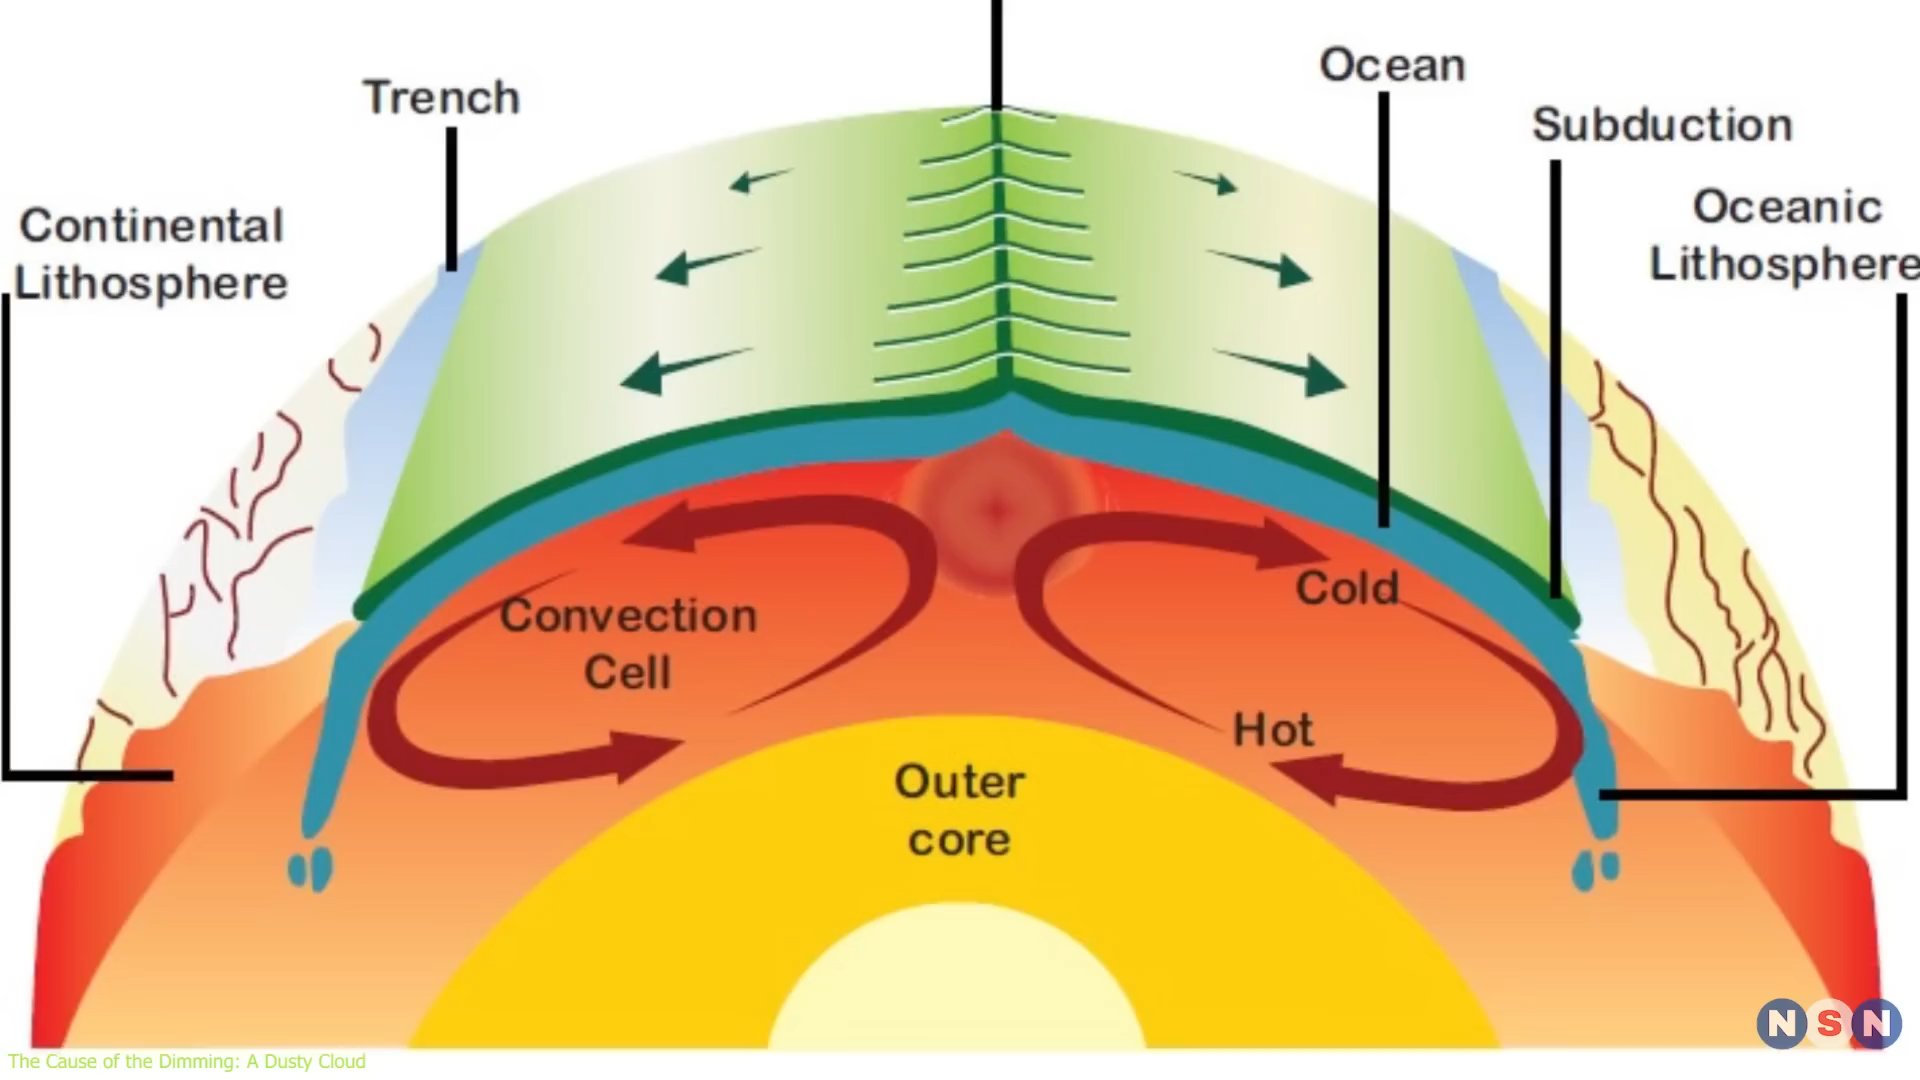 Ocean
Trench
Subduction
Continental
Lithosphere
Oceanic
Lithosphere
Convection
Cell
Cold
Hot
Outer
core
NSN
The Cause of the Dimming: A Dusty Cloud